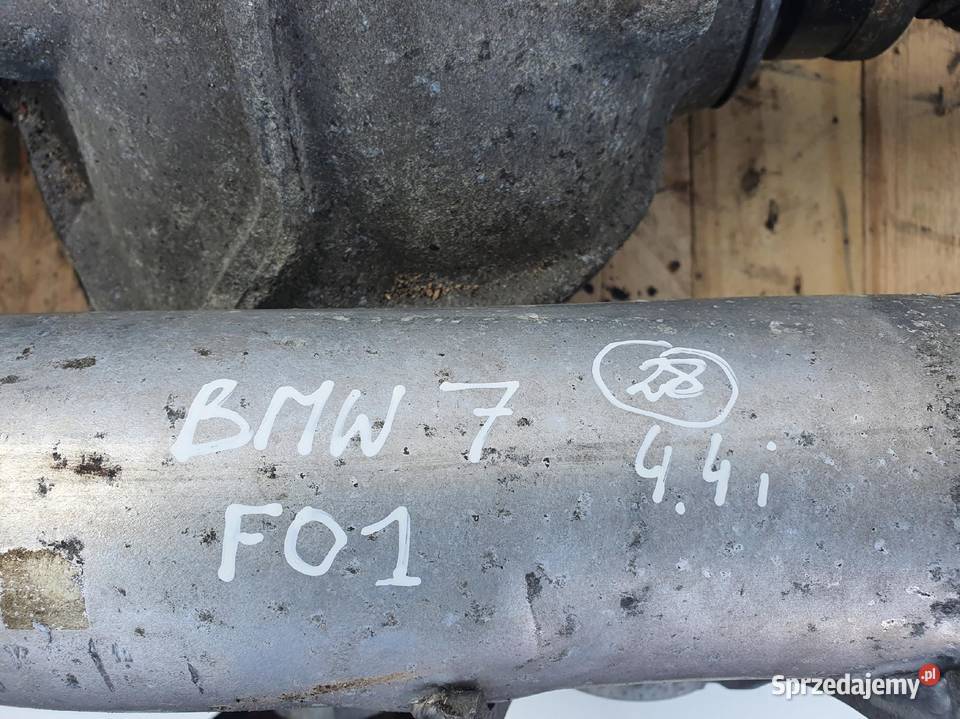 BMW 7 28
4.4i
F01
Sprzedajemy.pl